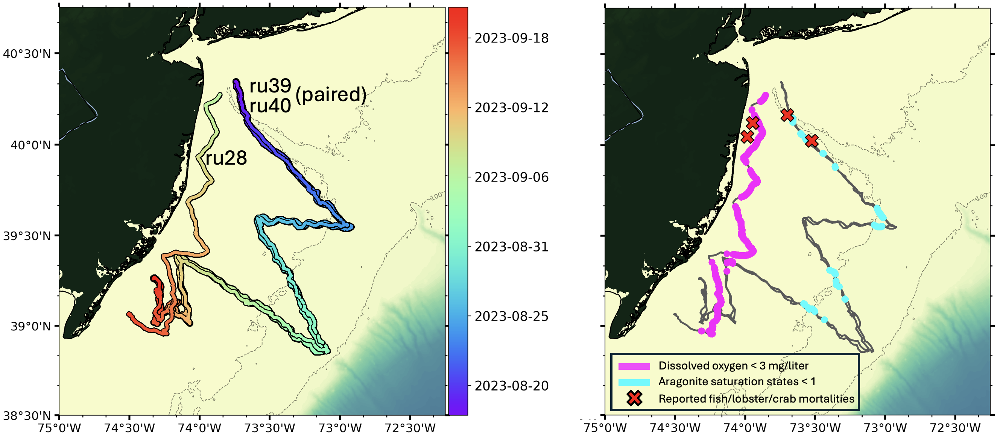 40°30'N
40°0'N
39°30'N
39°0'N
38°30'N
75°0'W
74°30'W
74°0'W
73°30'W
73°0'W
72°30'W
ru39
ru40
(paired)
ru28
100
2023-09-18
2023-09-12
2023-09-06
2023-08-31
2023-08-25
2023-08-20
100
Dissolved oxygen < 3 mg/liter
Aragonite saturation states < 1
Reported fish/lobster/crab mortalities
75°0'W
74°30'W
74°0'W
73°30'W
73°0'W
72°30'W